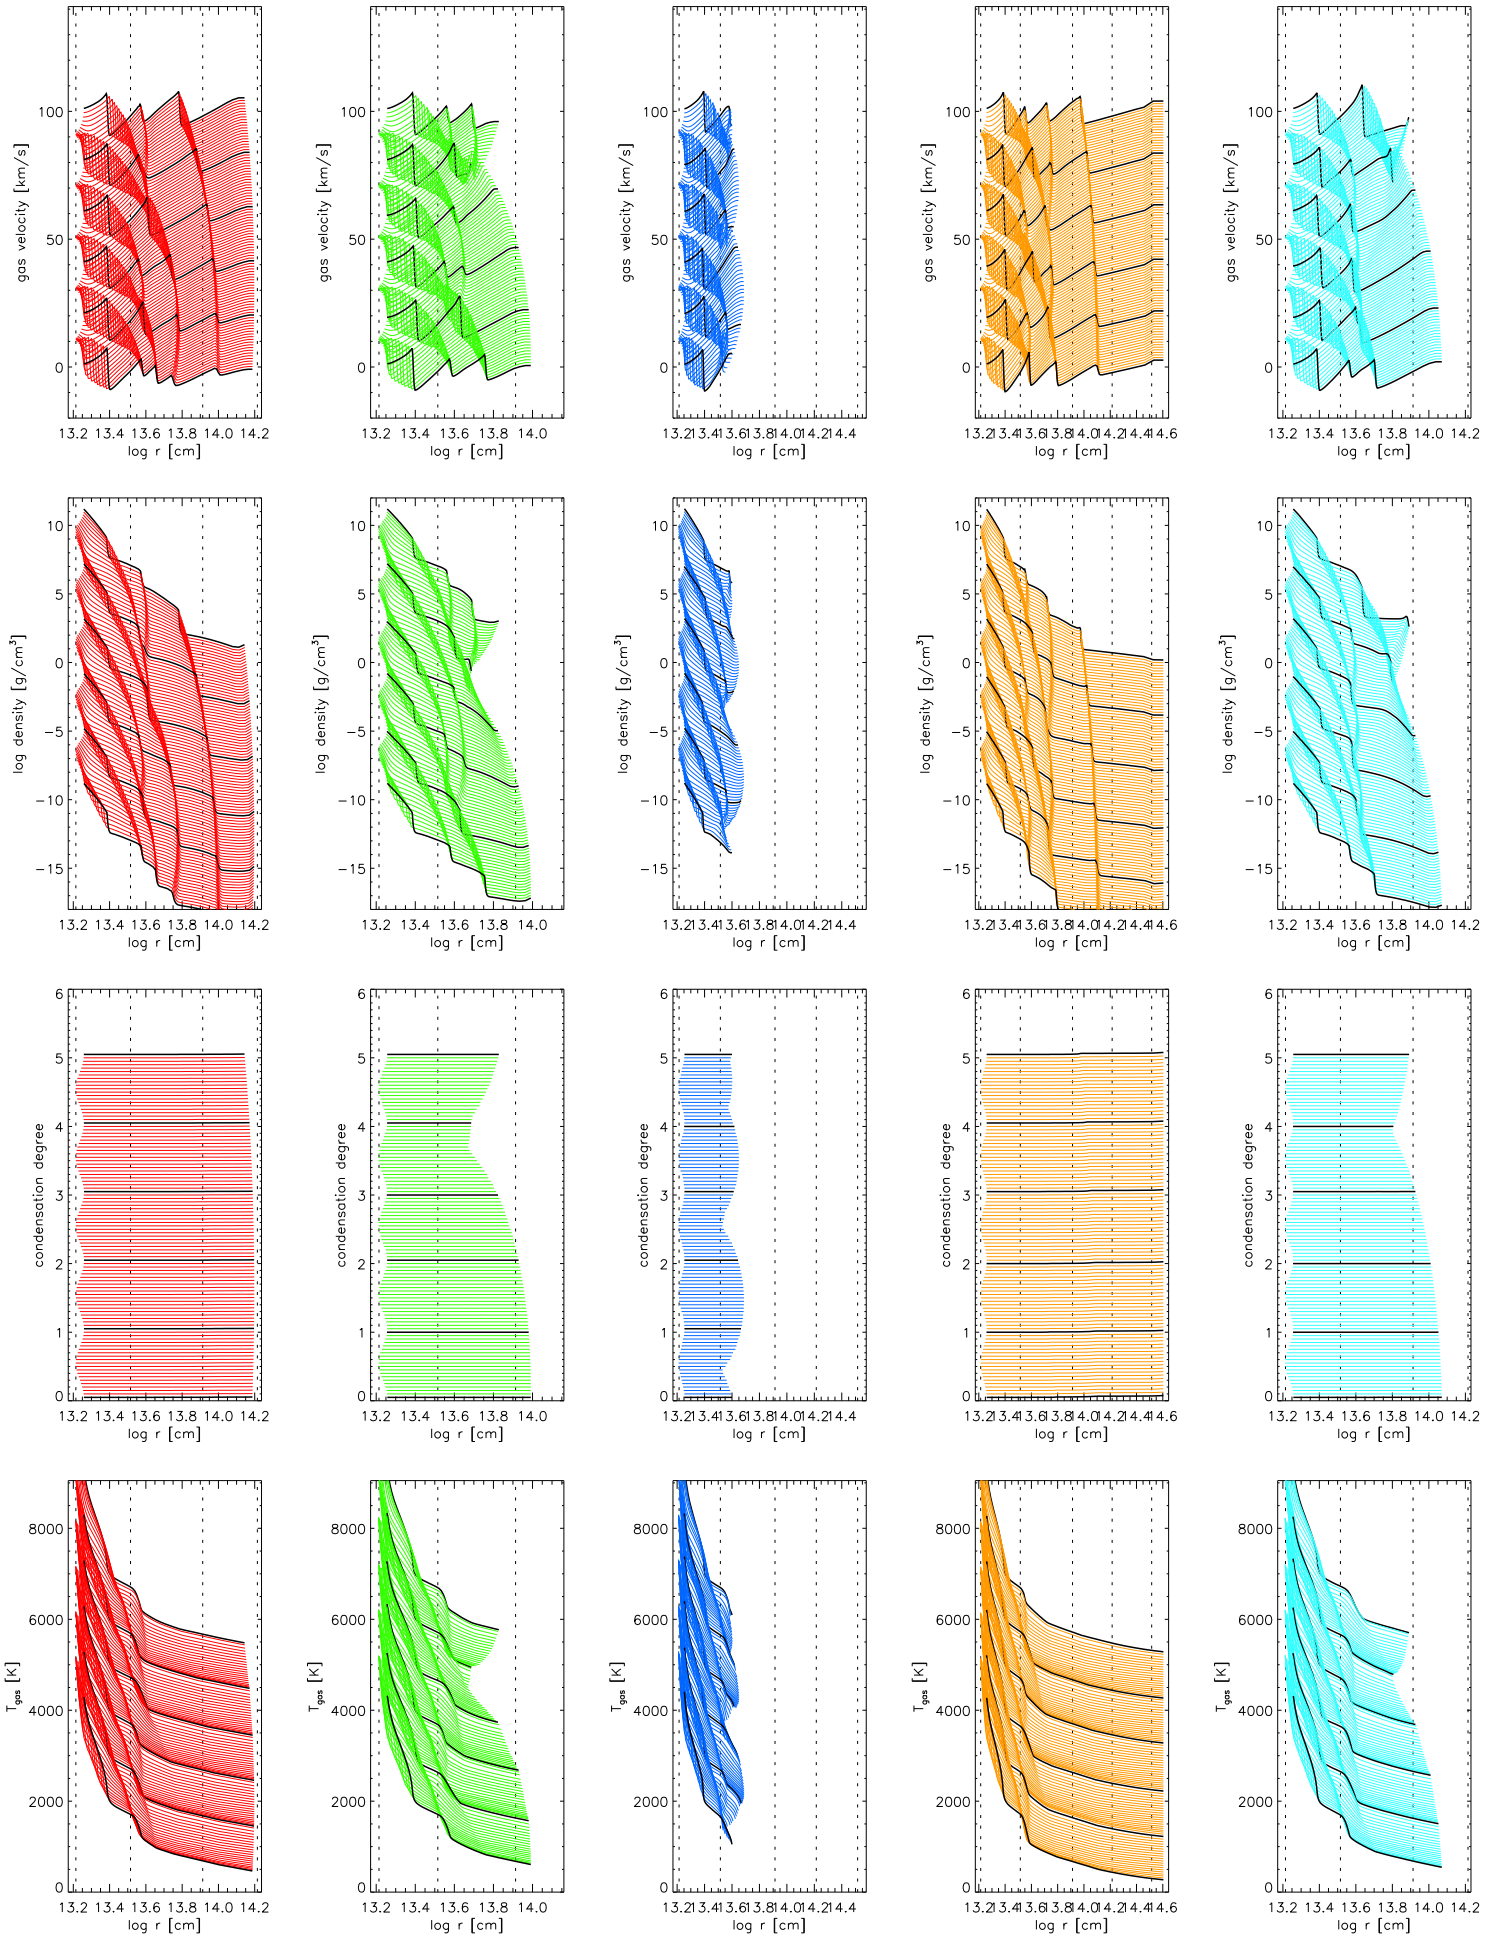 gas velocity [km/s]
100
50
0
13.2 13.4 13.6 13.8 14.0 14.2
log r [cm]
gas velocity [km/s]
100
50
0
13.2 13.4 13.6 13.8 14.0
log r [cm]
gas velocity [km/s]
100
50
0
13.2 13.4 13.6 13.8 14.0 14.2 14.4
log r [cm]
gas velocity [km/s]
100
50
0
13.2 13.4 13.6 13.8 14.0 14.2 14.4 14.6
log r [cm]
gas velocity [km/s]
100
50
0
13.2 13.4 13.6 13.8 14.0 14.2
log r [cm]
log density [g/cm³]
10
5
0
−5
−10
−15
13.2 13.4 13.6 13.8 14.0 14.2
log r [cm]
log density [g/cm³]
10
5
0
−5
−10
−15
13.2 13.4 13.6 13.8 14.0
log r [cm]
log density [g/cm³]
10
5
0
−5
−10
−15
13.2 13.4 13.6 13.8 14.0 14.2 14.4
log r [cm]
log density [g/cm³]
10
5
0
−5
−10
−15
13.2 13.4 13.6 13.8 14.0 14.2 14.4 14.6
log r [cm]
log density [g/cm³]
10
5
0
−5
−10
−15
13.2 13.4 13.6 13.8 14.0 14.2
log r [cm]
condensation degree
6
5
4
3
2
1
0
13.2 13.4 13.6 13.8 14.0 14.2
log r [cm]
condensation degree
6
5
4
3
2
1
0
13.2 13.4 13.6 13.8 14.0
log r [cm]
condensation degree
6
5
4
3
2
1
0
13.2 13.4 13.6 13.8 14.0 14.2 14.4
log r [cm]
condensation degree
6
5
4
3
2
1
0
13.2 13.4 13.6 13.8 14.0 14.2 14.4 14.6
log r [cm]
condensation degree
6
5
4
3
2
1
0
13.2 13.4 13.6 13.8 14.0 14.2
log r [cm]
Tgas [K]
8000
6000
4000
2000
0
13.2 13.4 13.6 13.8 14.0 14.2
log r [cm]
Tgas [K]
8000
6000
4000
2000
0
13.2 13.4 13.6 13.8 14.0
log r [cm]
Tgas [K]
8000
6000
4000
2000
0
13.2 13.4 13.6 13.8 14.0 14.2 14.4
log r [cm]
Tgas [K]
8000
6000
4000
2000
0
13.2 13.4 13.6 13.8 14.0 14.2 14.4 14.6
log r [cm]
Tgas [K]
8000
6000
4000
2000
0
13.2 13.4 13.6 13.8 14.0 14.2
log r [cm]